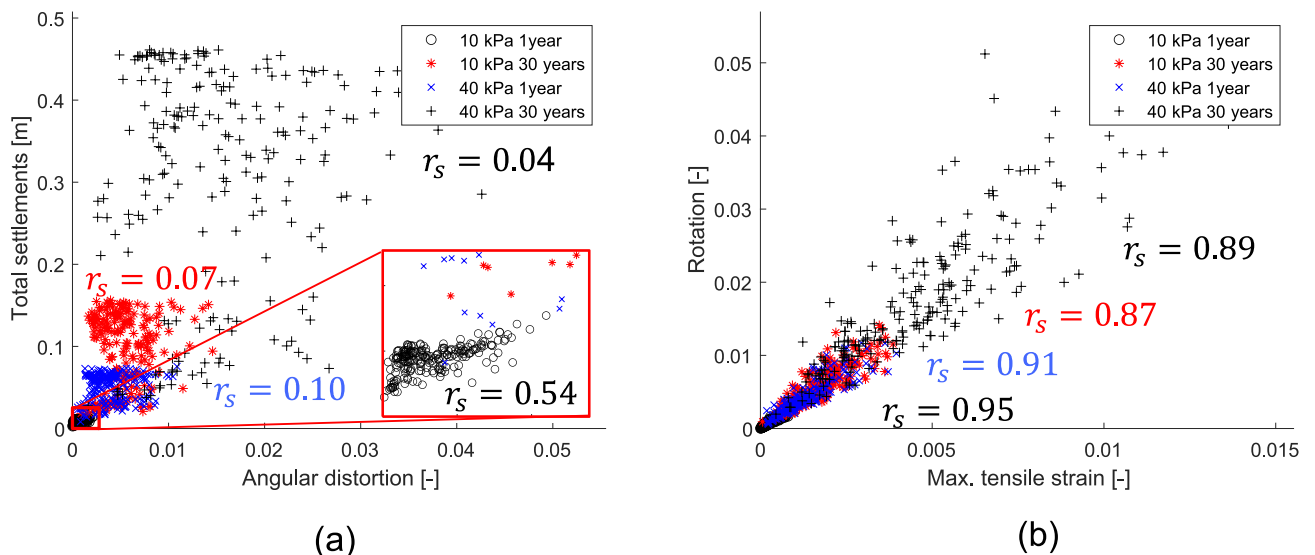 0.5
0.4
0.3
0.2
0.1
0
Total settlements [m]
0 0.01 0.02 0.03 0.04 0.05
Angular distortion [-]
10 kPa 1year
10 kPa 30 years
40 kPa 1year
40 kPa 30 years
r_s = 0.04
r_s = 0.07
r_s = 0.10
r_s = 0.54
(a)
0.05
0.04
0.03
0.02
0.01
0
Rotation [-]
0 0.005 0.01 0.015
Max. tensile strain [-]
10 kPa 1year
10 kPa 30 years
40 kPa 1year
40 kPa 30 years
r_s = 0.89
r_s = 0.87
r_s = 0.91
r_s = 0.95
(b)